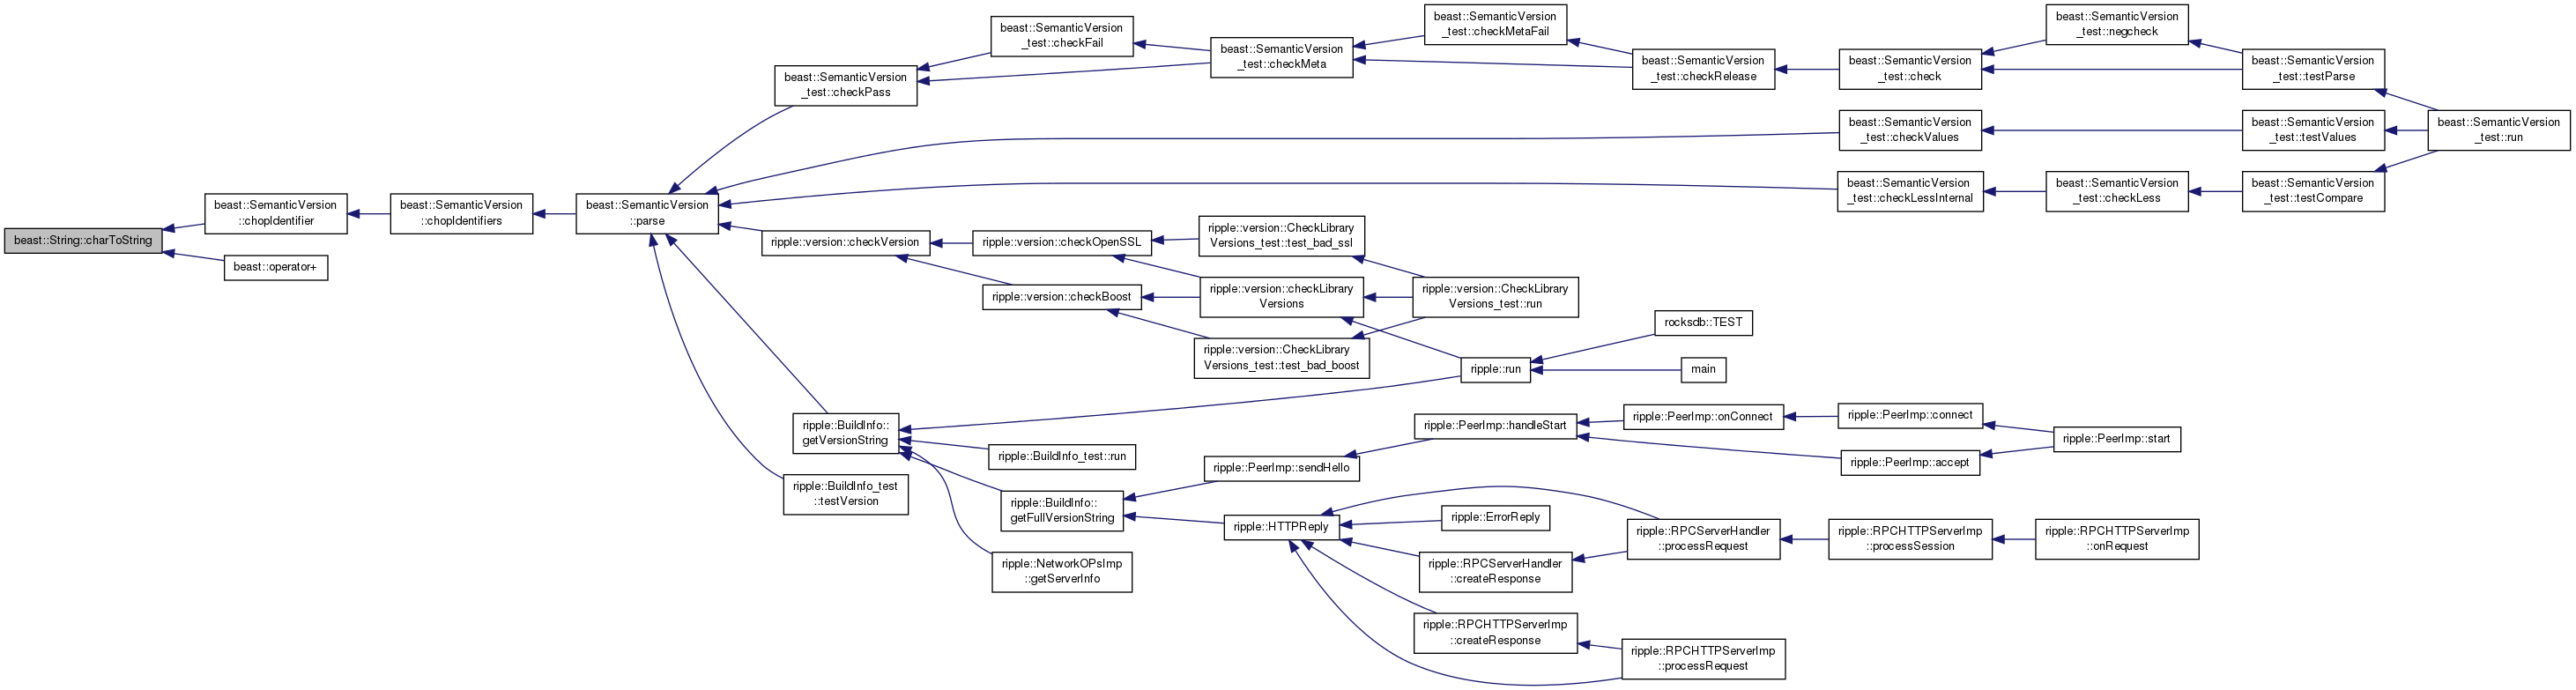 beast::String::charToString
beast::SemanticVersion
::chopIdentifier
beast::operator+
beast::SemanticVersion
::chopIdentifiers
beast::SemanticVersion
::parse
beast::SemanticVersion
_test::checkPass
beast::SemanticVersion
_test::checkFail
beast::SemanticVersion
_test::checkMeta
beast::SemanticVersion
_test::checkMetaFail
beast::SemanticVersion
_test::checkRelease
beast::SemanticVersion
_test::check
beast::SemanticVersion
_test::negcheck
beast::SemanticVersion
_test::testParse
beast::SemanticVersion
_test::checkValues
beast::SemanticVersion
_test::testValues
beast::SemanticVersion
_test::run
beast::SemanticVersion
_test::checkLessInternal
beast::SemanticVersion
_test::checkLess
beast::SemanticVersion
_test::testCompare
ripple::version::checkVersion
ripple::version::checkOpenSSL
ripple::version::CheckLibrary
Versions_test::test_bad_ssl
ripple::version::checkBoost
ripple::version::checkLibrary
Versions
ripple::version::CheckLibrary
Versions_test::run
ripple::version::CheckLibrary
Versions_test::test_bad_boost
ripple::run
rocksdb::TEST
main
ripple::BuildInfo::
getVersionString
ripple::BuildInfo_test::run
ripple::BuildInfo_test
::testVersion
ripple::BuildInfo::
getFullVersionString
ripple::NetworkOPsImp
::getServerInfo
ripple::PeerImp::sendHello
ripple::PeerImp::handleStart
ripple::PeerImp::onConnect
ripple::PeerImp::connect
ripple::PeerImp::accept
ripple::PeerImp::start
ripple::HTTPReply
ripple::ErrorReply
ripple::RPCServerHandler
::createResponse
ripple::RPCServerHandler
::processRequest
ripple::RPCHTTPServerImp
::processSession
ripple::RPCHTTPServerImp
::onRequest
ripple::RPCHTTPServerImp
::createResponse
ripple::RPCHTTPServerImp
::processRequest